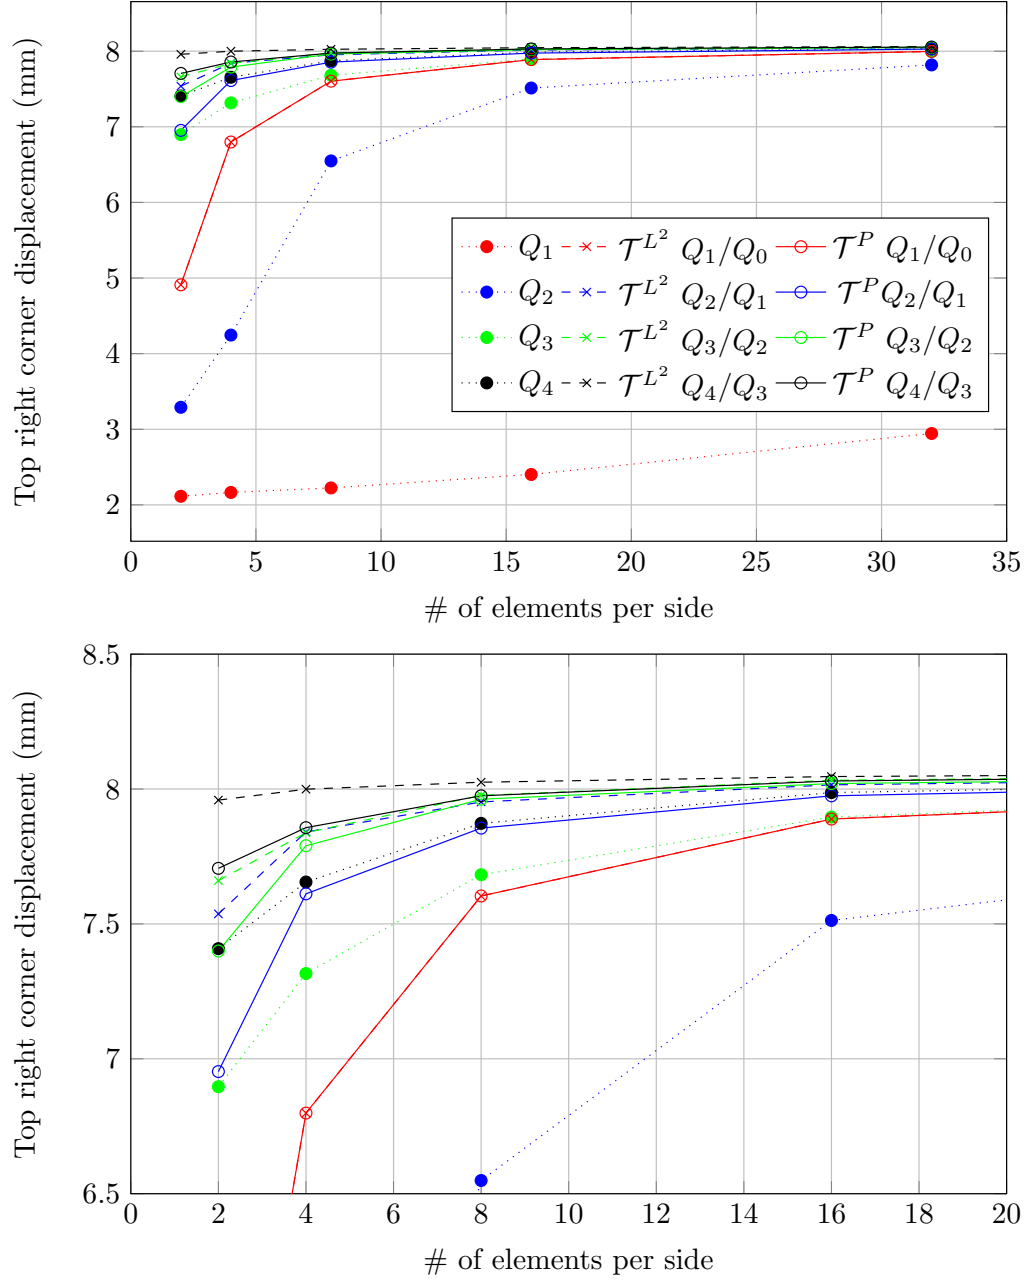 8
7
6
5
4
3
2
Top right corner displacement (mm)
Q₁ 𝒯^{L²} Q₁/Q₀ 𝒯^P Q₁/Q₀
Q₂ 𝒯^{L²} Q₂/Q₁ 𝒯^P Q₂/Q₁
Q₃ 𝒯^{L²} Q₃/Q₂ 𝒯^P Q₃/Q₂
Q₄ 𝒯^{L²} Q₄/Q₃ 𝒯^P Q₄/Q₃
0 5 10 15 20 25 30 35
# of elements per side
8.5
8
7.5
7
6.5
Top right corner displacement (mm)
0 2 4 6 8 10 12 14 16 18 20
# of elements per side